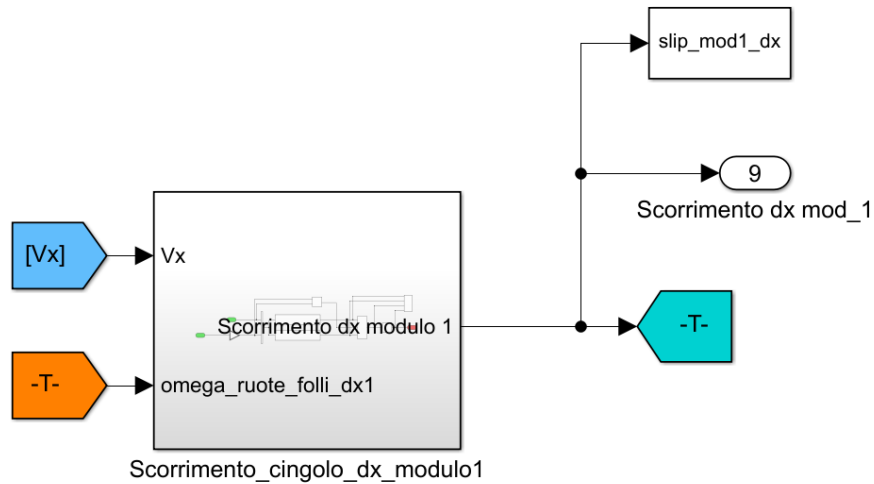 slip_mod1_dx
9
Scorrimento dx mod_1
[Vx]
Vx
Scorrimento dx modulo 1
-T-
-T-
omega_ruote_folli_dx1
Scorrimento_cingolo_dx_modulo1